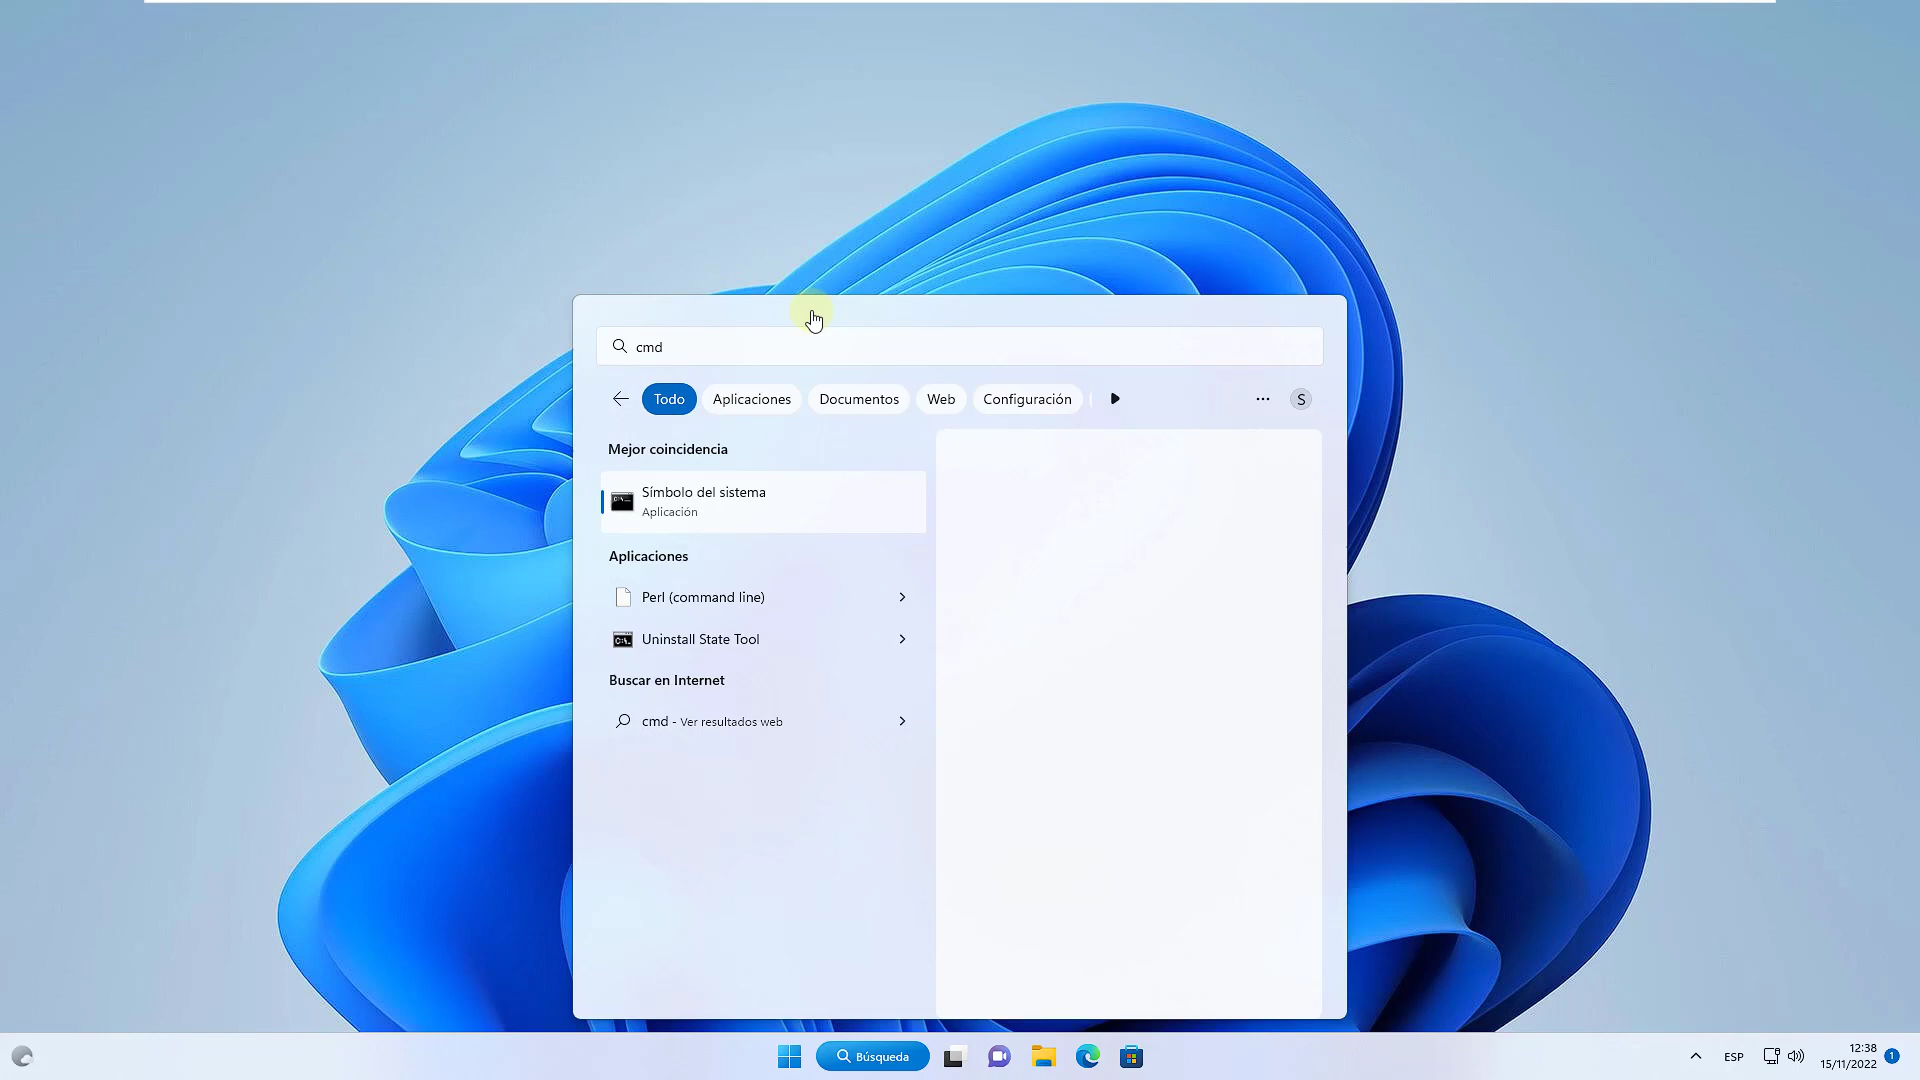 cmd
Todo Aplicaciones Documentos Web Configuración S
Mejor coincidencia
Símbolo del sistema
Aplicación
Aplicaciones
Perl (command line)
Uninstall State Tool
Buscar en Internet
cmd - Ver resultados web
Búsqueda
ESP
12:38
15/11/2022
1